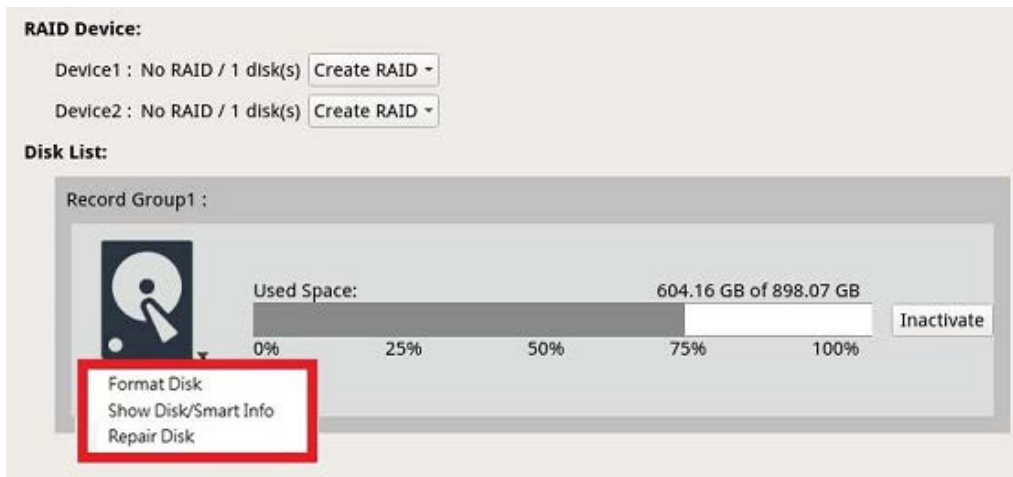 RAID Device:
Device1 : No RAID / 1 disk(s) Create RAID
Device2 : No RAID / 1 disk(s) Create RAID
Disk List:
Record Group1 :
Used Space: 604.16 GB of 898.07 GB
Inactivate
0% 25% 50% 75% 100%
Format Disk
Show Disk/Smart Info
Repair Disk